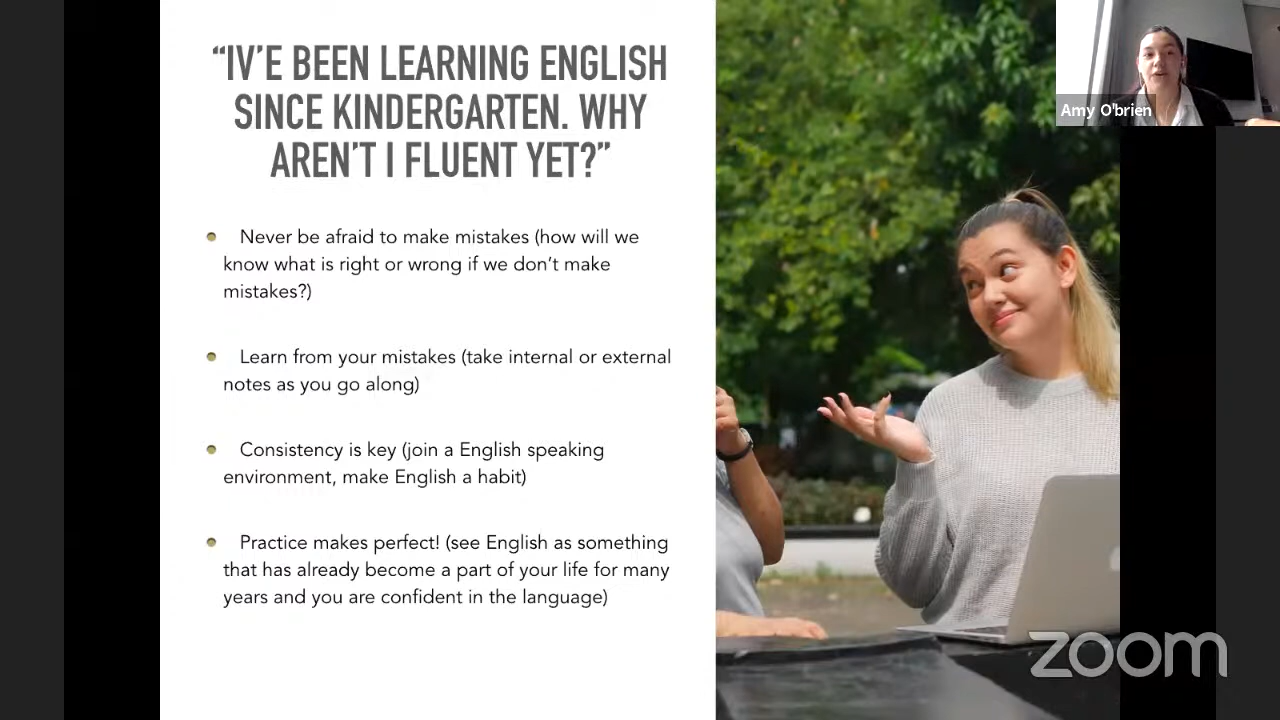 “IV’E BEEN LEARNING ENGLISH
SINCE KINDERGARTEN. WHY
AREN’T I FLUENT YET?”
Never be afraid to make mistakes (how will we
know what is right or wrong if we don’t make
mistakes?)
Learn from your mistakes (take internal or external
notes as you go along)
Consistency is key (join a English speaking
environment, make English a habit)
Practice makes perfect! (see English as something
that has already become a part of your life for many
years and you are confident in the language)
Amy O'brien
zoom